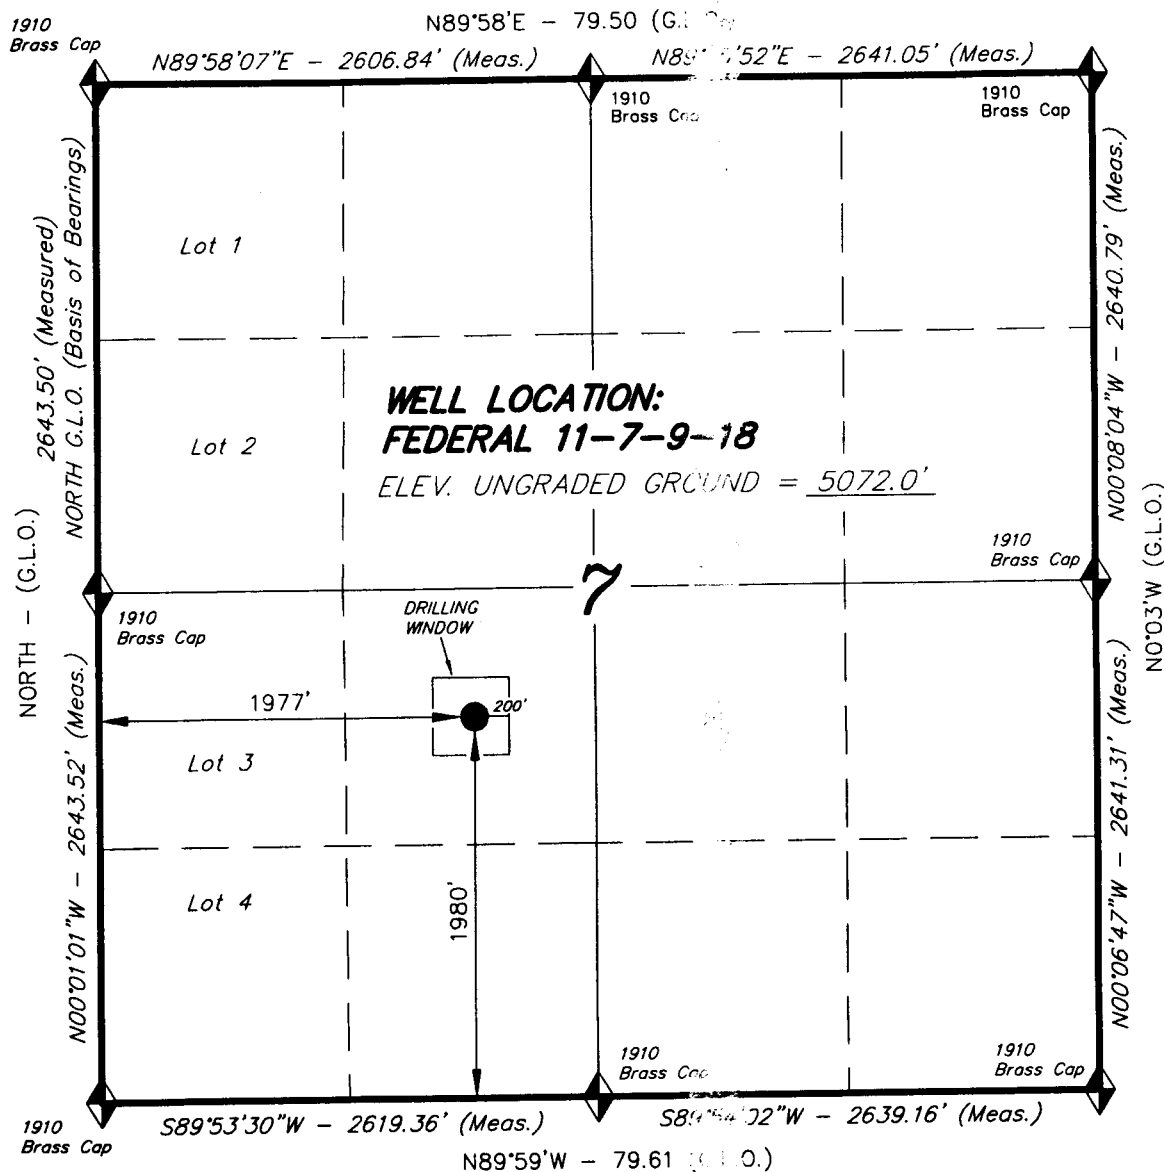 1910
Brass Cap
N89°58'E - 79.50
N89°58'07"E - 2606.84' (Meas.)
E - 2641.05' (Meas.)
1910
Brass Cap
1910
Brass Cap
2643.50' (Measured)
NORTH G.L.O. (Basis of Bearings)
N00°08'04"W - 2640.79' (Meas.)
Lot 1
WELL LOCATION:
FEDERAL 11-7-9-18
ELEV. UNGRADED GROUND = 5072.0'
Lot 2
NORTH - (G.L.O.)
N0°03'W (G.L.O.)
1910
Brass Cap
7
1910
Brass Cap
DRILLING
WINDOW
1977'
200'
Lot 3
N00°01'01"W - 2643.52' (Meas.)
N00°06'47"W - 2641.31' (Meas.)
Lot 4
1980'
1910
Brass Cap
1910
Brass Cap
1910
Brass Cap
S89°53'30"W - 2619.36' (Meas.)
- 2639.16' (Meas.)
N89°59'W - 79.61